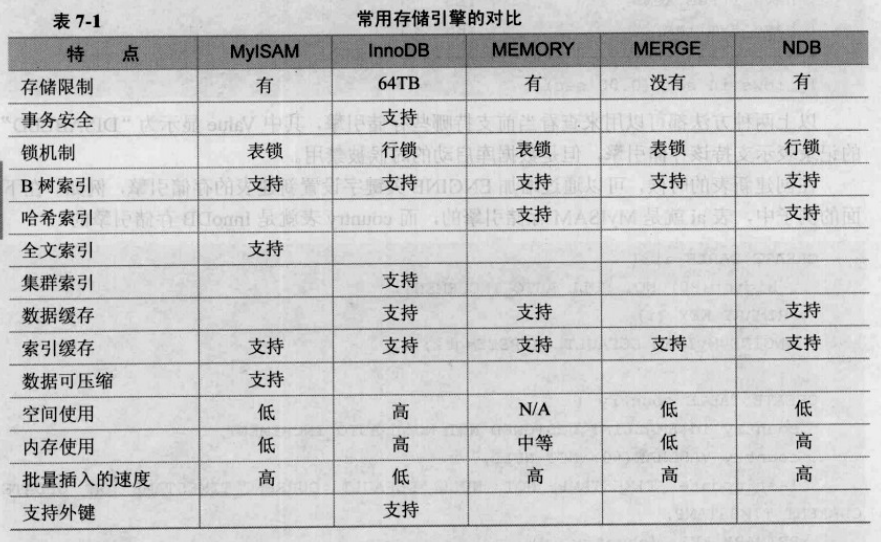 表 7-1 常用存储引擎的对比
特 点 MyISAM InnoDB MEMORY MERGE NDB
存储限制 有 64TB 有 没有 有
事务安全 支持
锁机制 表锁 行锁 表锁 表锁 行锁
B 树索引 支持 支持 支持 支持 支持
哈希索引 支持 支持
全文索引 支持
集群索引 支持
数据缓存 支持 支持 支持
索引缓存 支持 支持 支持 支持 支持
数据可压缩 支持
空间使用 低 高 N/A 低 低
内存使用 低 高 中等 低 高
批量插入的速度 高 低 高 高 高
支持外键 支持